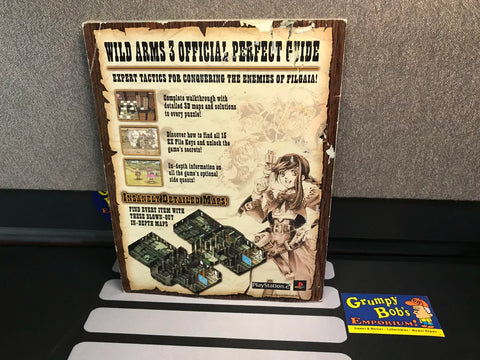 WILD ARMS 3 OFFICIAL PERFECT GUIDE
EXPERT TACTICS FOR CONQUERING THE ENEMIES OF FILGAIA!
Complete walkthrough with
detailed 3D maps and solutions
to every puzzle!
Discover how to find all 15
EX File Keys and unlock the
game's secrets!
In-depth information on
all the game's optional
side quests!
INSANELY DETAILED MAPS!
FIND EVERY ITEM WITH
THESE BLOWN-OUT
IN-DEPTH MAPS
PlayStation 2
GRUMPY
BOB'S
EMPORIUM!